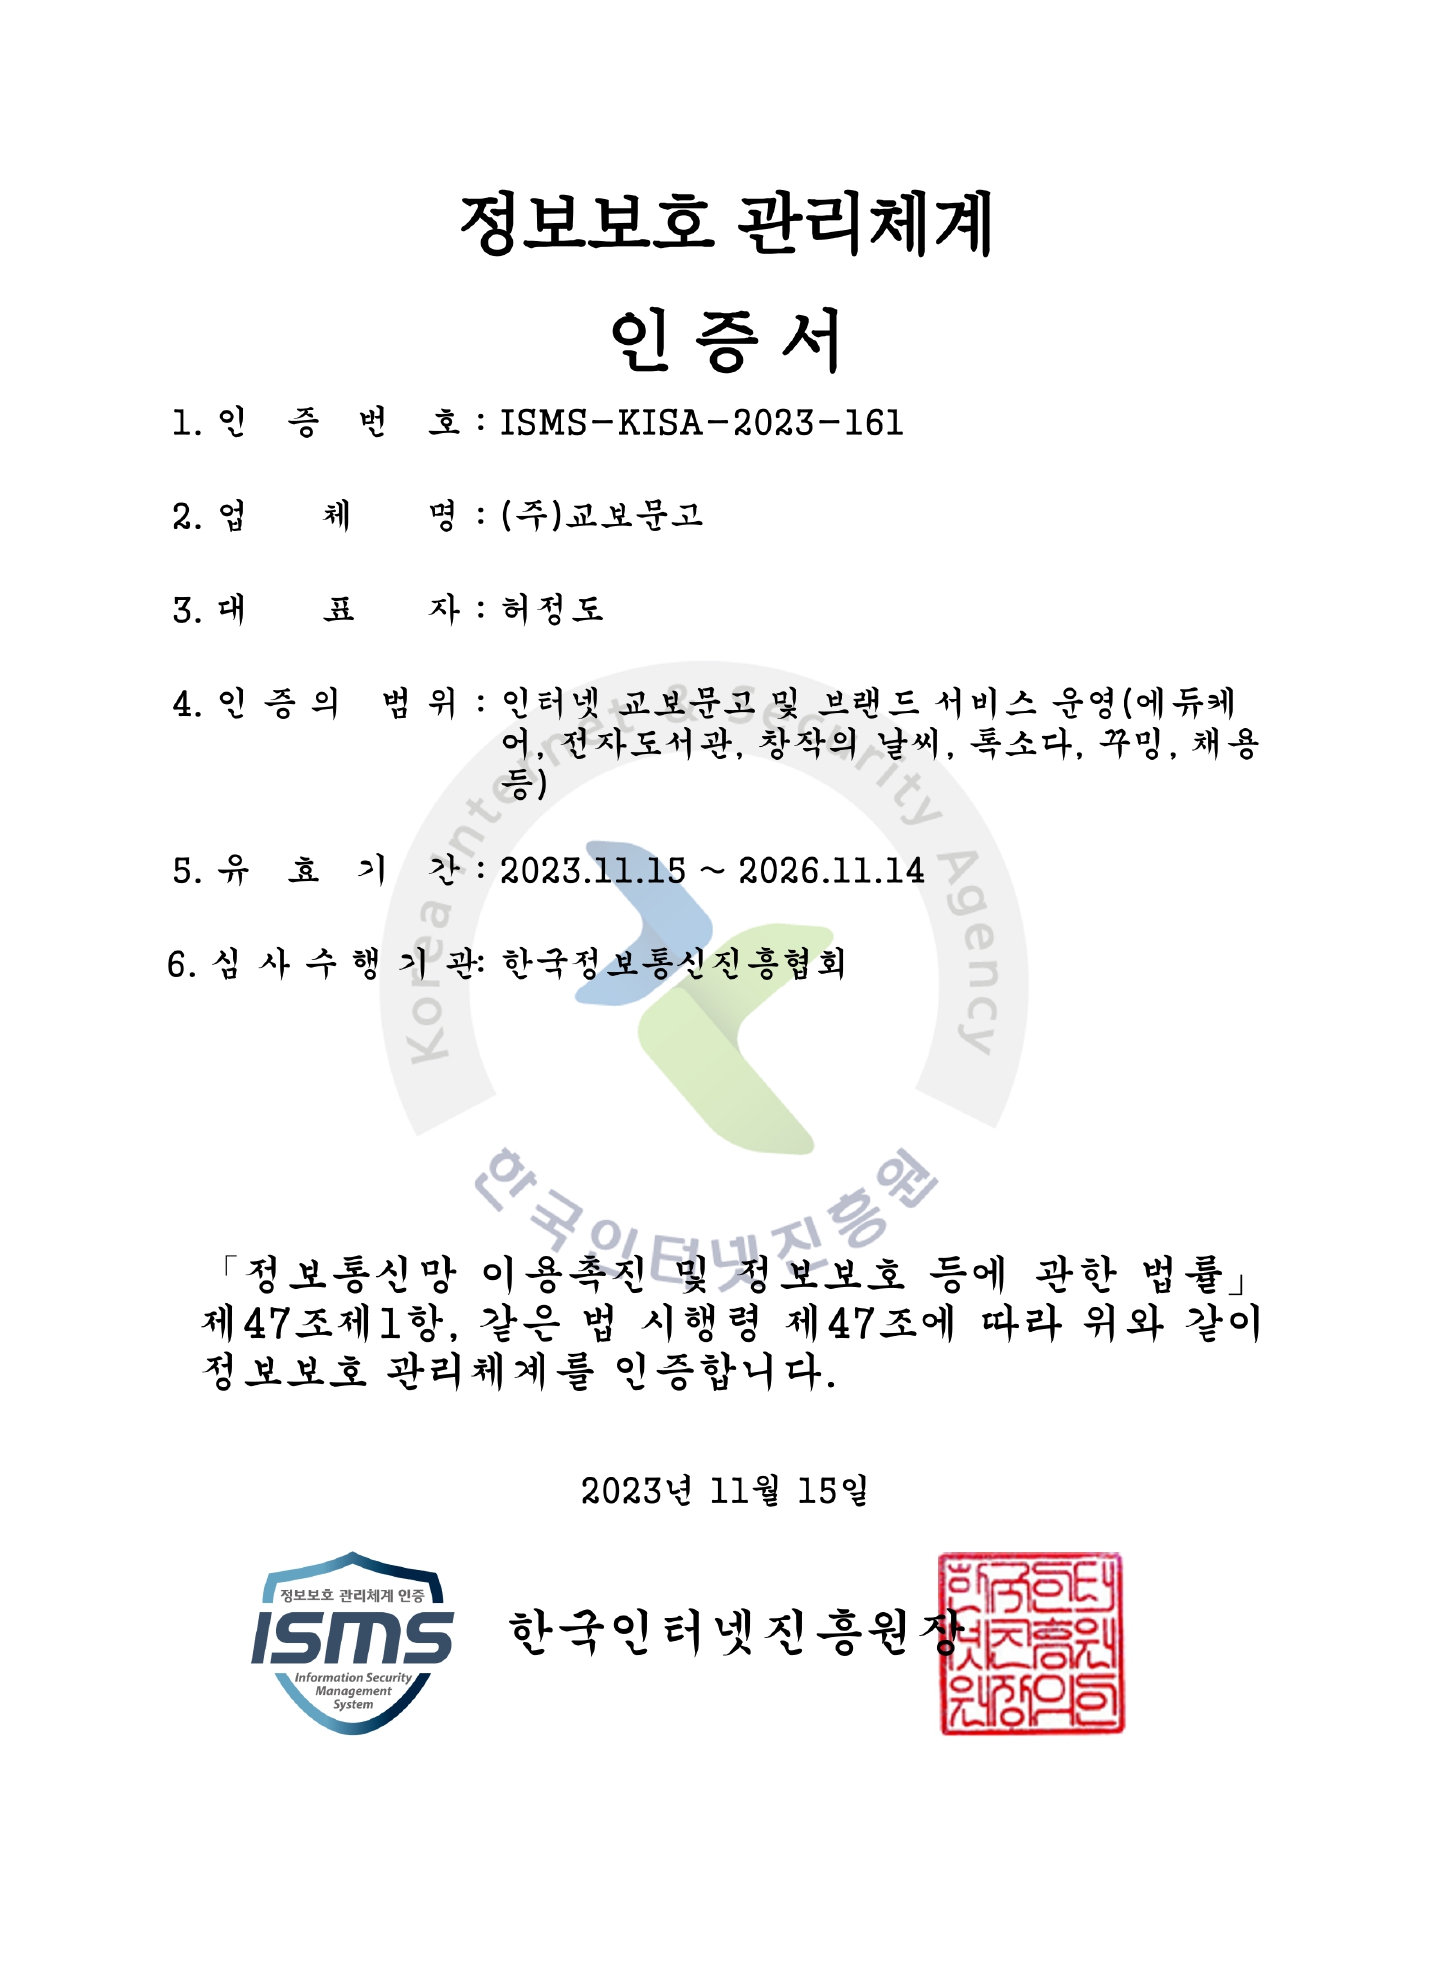 정보보호 관리체계
인 증 서
1. 인 증 번 호 : ISMS-KISA-2023-161
2. 업 체 명 : (주)교보문고
3. 대 표 자 : 허정도
4. 인 증 의 범 위 : 인터넷 교보문고 및 브랜드 서비스 운영(에듀케
어, 전자도서관, 창작의 날씨, 톡소다, 꾸밍, 채용
등)
5. 유 효 기 간 : 2023.11.15 ~ 2026.11.14
6. 심 사 수 행 기 관: 한국정보통신진흥협회
Korea Internet & Security Agency
한국인터넷진흥원
「정보통신망 이용촉진 및 정보보호 등에 관한 법률」
제47조제1항, 같은 법 시행령 제47조에 따라 위와 같이
정보보호 관리체계를 인증합니다.
2023년 11월 15일
정보보호 관리체계 인증
ISMS
Information Security
Management
System
한국인터넷진흥원장